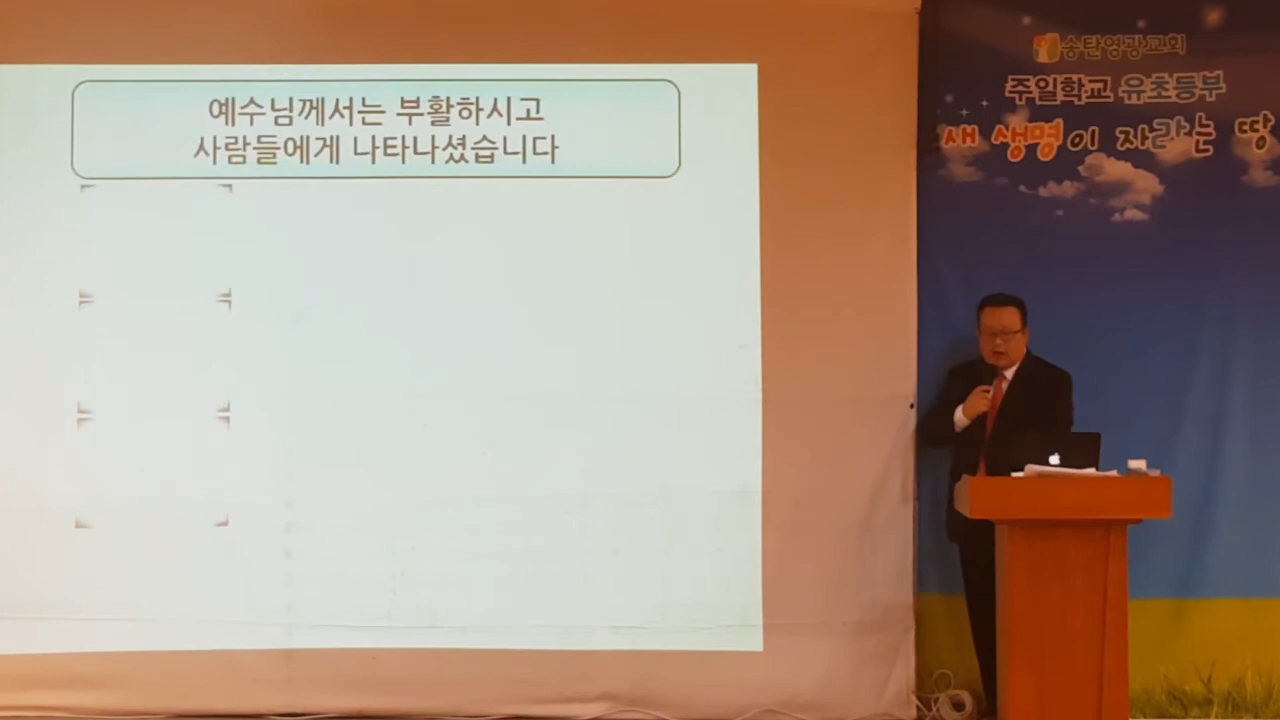 예수님께서는 부활하시고
사람들에게 나타나셨습니다
송탄영광교회
주일학교 유초등부
새 생명이 자라는 땅